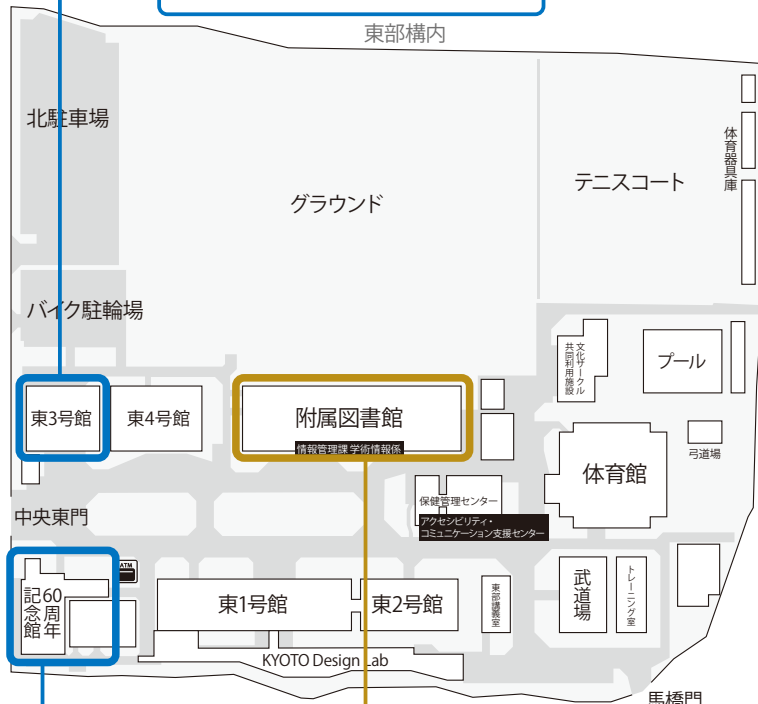 東部構内
北駐車場
グラウンド
テニスコート
体育器具庫
バイク駐輪場
文化サークル
共同利用施設
プール
東3号館
東4号館
附属図書館
情報管理課 学術情報係
弓道場
体育館
保健管理センター
アクセシビリティ・
コミュニケーション支援センター
中央東門
ATM
60周年
記念館
東1号館
東2号館
東部講義室
武道場
トレーニング室
KYOTO Design Lab
馬橋門